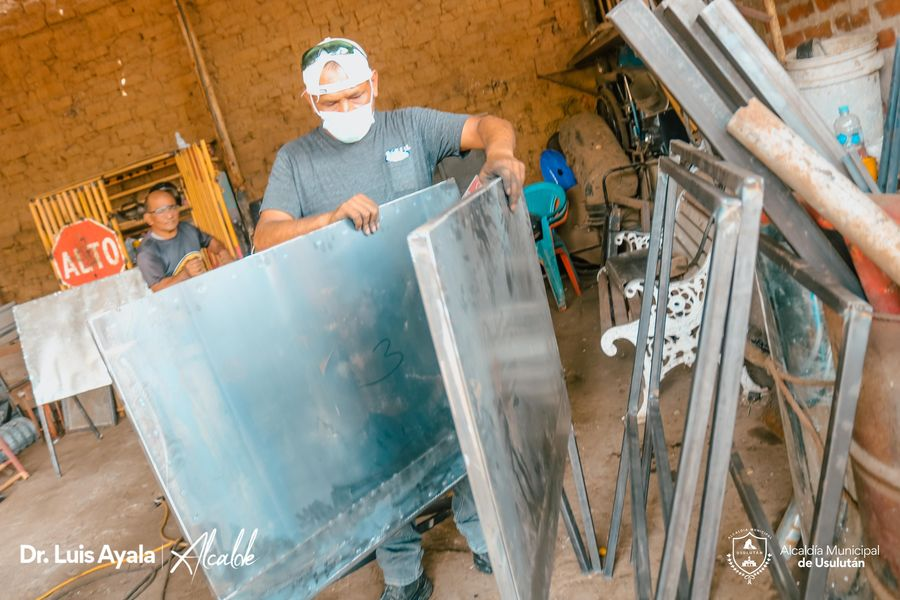 ALTO
3
Dr. Luis Ayala + Alcalde
Alcaldía Municipal
de Usulután